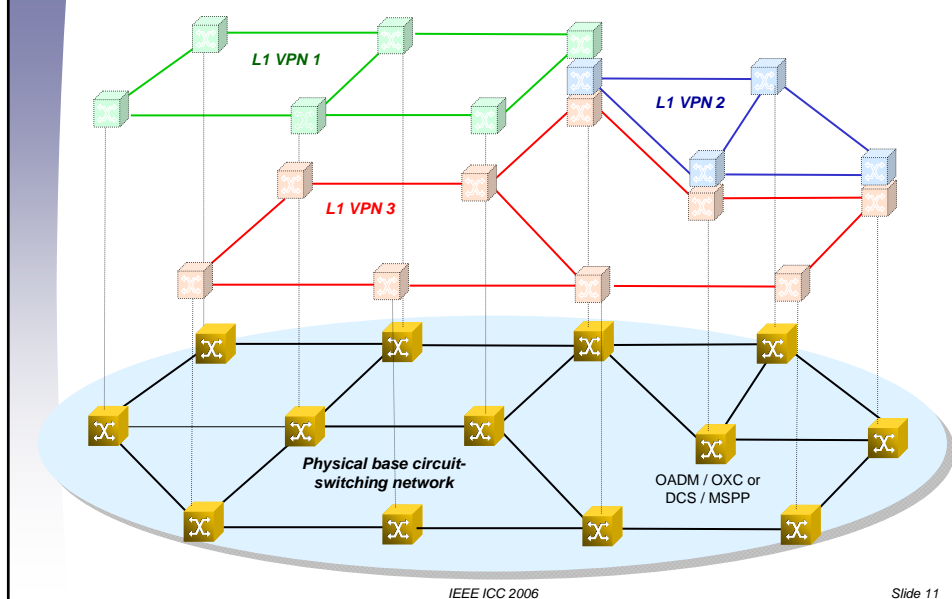 L1 VPN 1
L1 VPN 2
L1 VPN 3
Physical base circuit-
switching network
OADM / OXC or
DCS / MSPP
IEEE ICC 2006
Slide 11